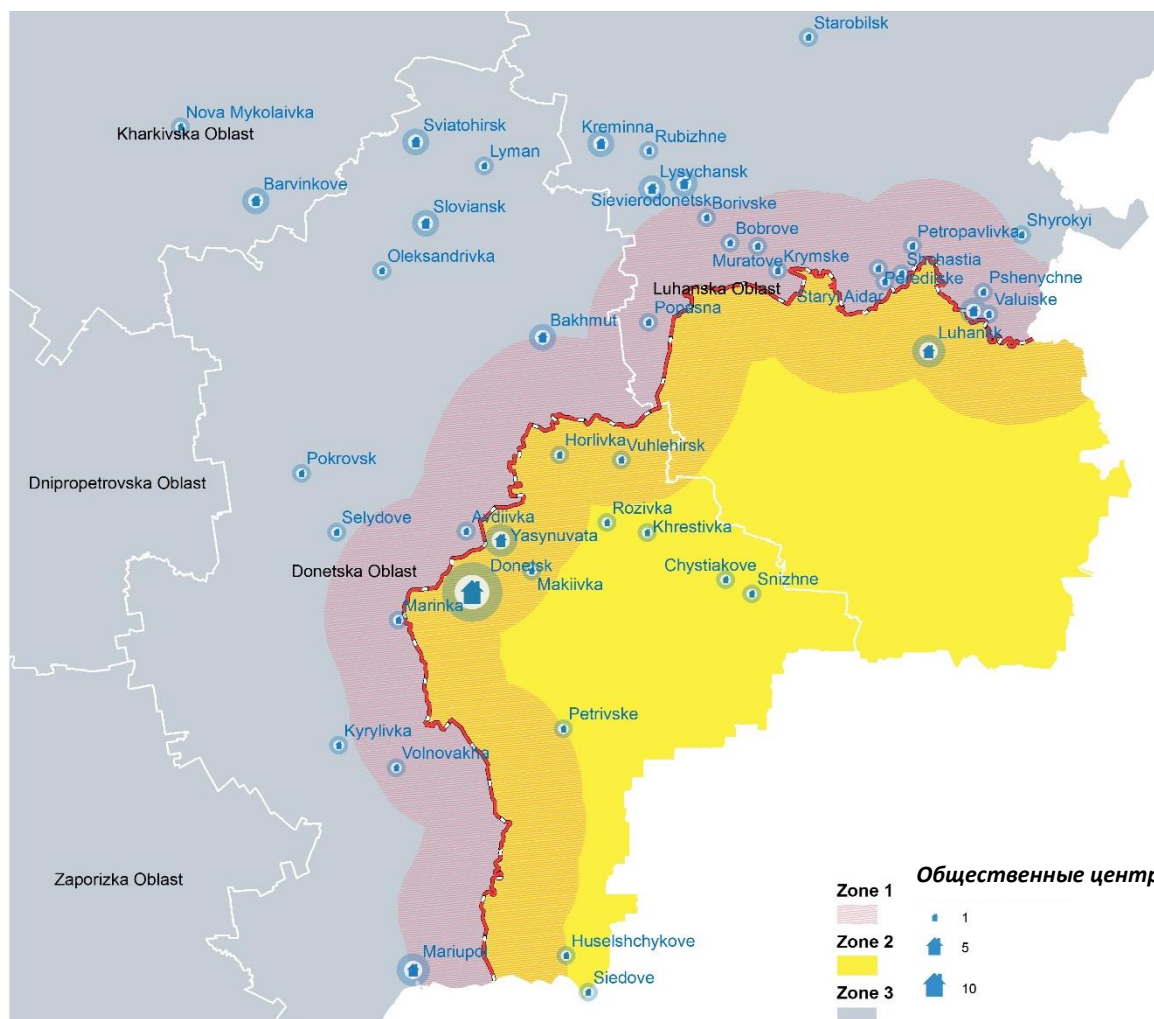 Starobilsk
Nova Mykolaivka
Kharkivska Oblast
Sviatohirsk
Kreminna
Rubizhne
Lyman
Lysychansk
Barvinkove
Sievierodonetsk
Borivske
Sloviansk
Bobrove
Petropavlivka
Shyrokyi
Oleksandrivka
Muratove
Krymske
Shchastia
Peredilske
Pshenychne
Luhanska Oblast
Staryi Aidar
Valuiske
Popasna
Bakhmut
Luhansk
Horlivka
Vuhlehirsk
Pokrovsk
Dnipropetrovska Oblast
Selydove
Avdiivka
Rozivka
Yasynuvata
Khrestivka
Donetska Oblast
Donetsk
Makiivka
Chystiakove
Snizhne
Marinka
Petrivske
Kyrylivka
Volnovakha
Zaporizka Oblast
Mariupol
Huselshchykove
Siedove
Общественные центр
Zone 1
1
Zone 2
5
Zone 3
10